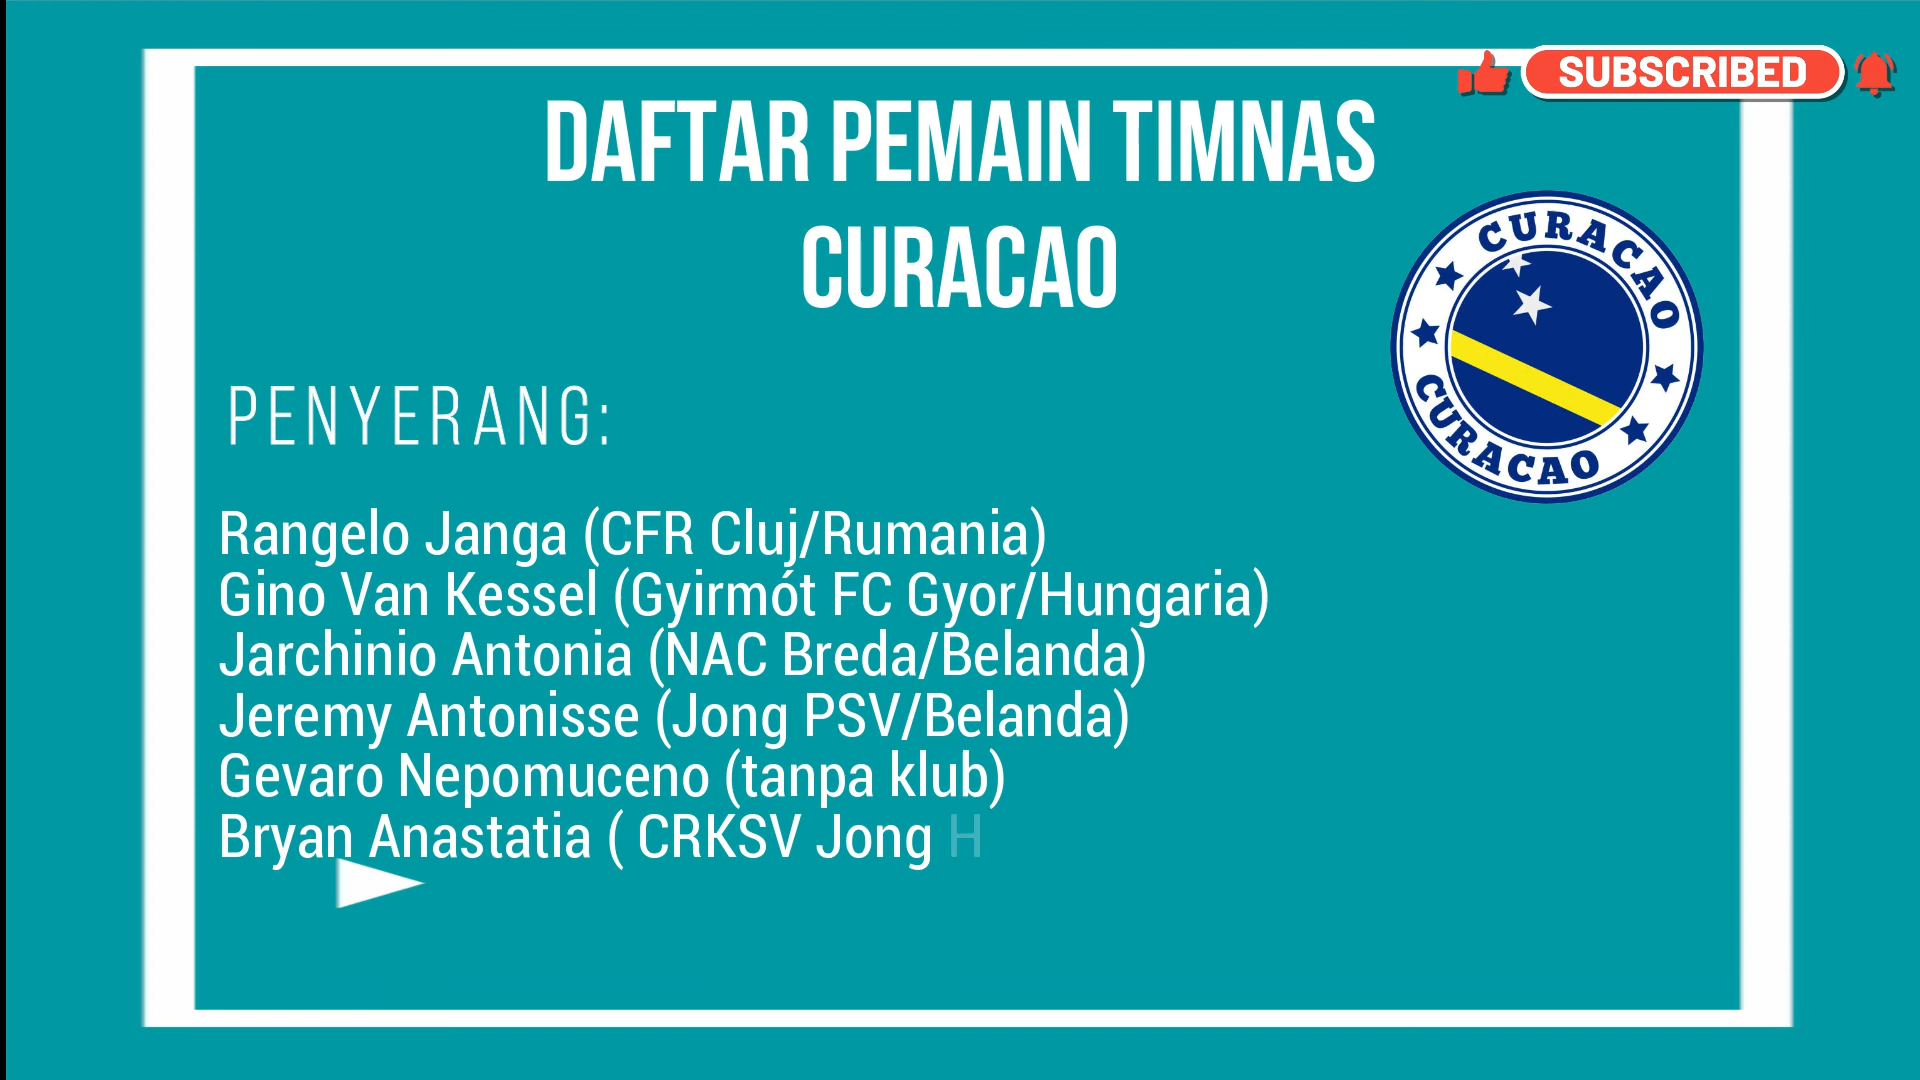 SUBSCRIBED
DAFTAR PEMAIN TIMNAS
CURACAO
CURACAO
CURACAO
PENYERANG:
Rangelo Janga (CFR Cluj/Rumania)
Gino Van Kessel (Gyirmót FC Gyor/Hungaria)
Jarchinio Antonia (NAC Breda/Belanda)
Jeremy Antonisse (Jong PSV/Belanda)
Gevaro Nepomuceno (tanpa klub)
Bryan Anastatia ( CRKSV Jong H